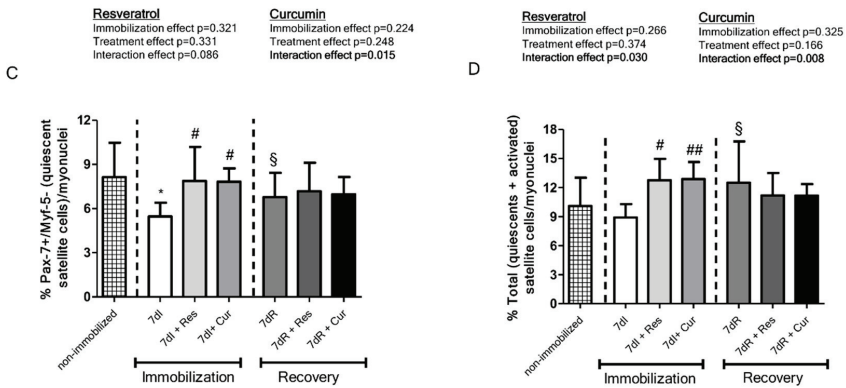 Resveratrol
Immobilization effect p=0.321
Treatment effect p=0.331
Interaction effect p=0.086
Curcumin
Immobilization effect p=0.224
Treatment effect p=0.248
Interaction effect p=0.015
C
% Pax-7+/Myf-5- (quiescent
satellite cells)/myonuclei
12
9
6
3
0
*
#
#
§
non-immobilized
7dI
7dI + Res
7dI+ Cur
7dR
7dR + Res
7dR + Cur
Immobilization
Recovery
Resveratrol
Immobilization effect p=0.266
Treatment effect p=0.374
Interaction effect p=0.030
Curcumin
Immobilization effect p=0.325
Treatment effect p=0.166
Interaction effect p=0.008
D
% Total (quiescents + activated)
satellite cells/myonuclei
18
15
12
9
6
3
0
#
##
§
non-immobilized
7dI
7dI + Res
7dI+ Cur
7dR
7dR + Res
7dR + Cur
Immobilization
Recovery